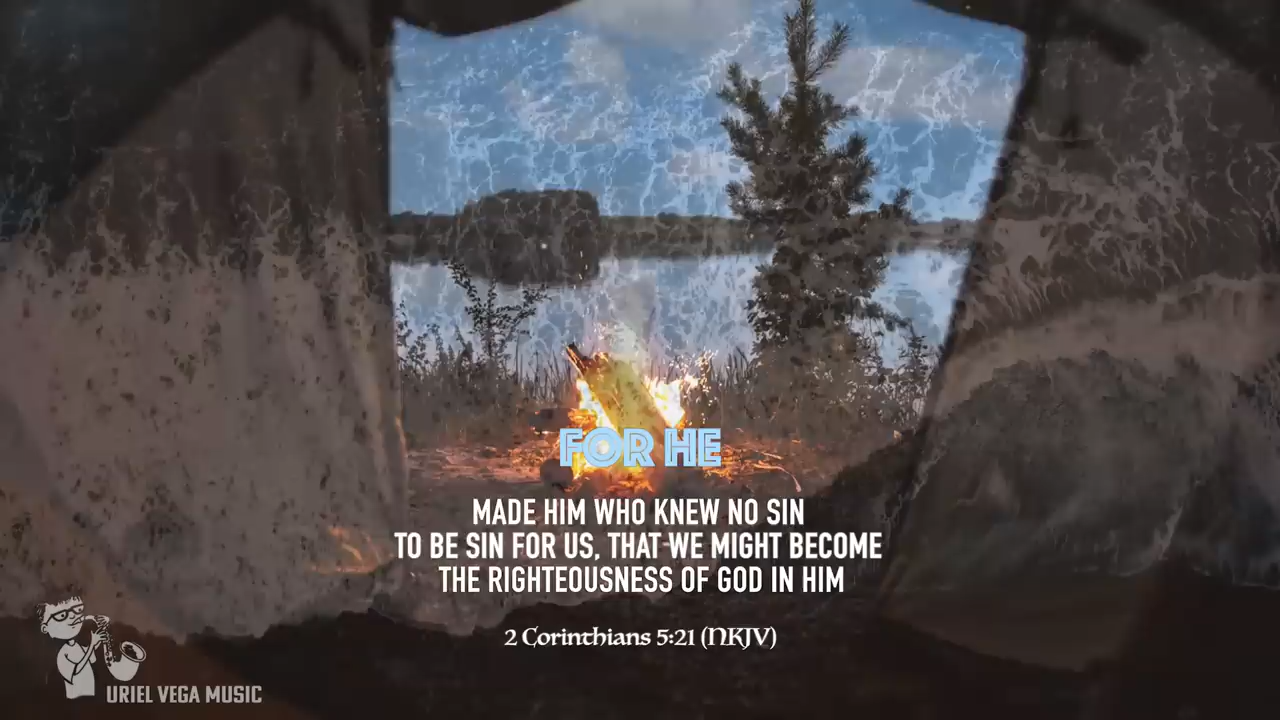 FOR HE
MADE HIM WHO KNEW NO SIN
TO BE SIN FOR US, THAT WE MIGHT BECOME
THE RIGHTEOUSNESS OF GOD IN HIM
2 Corinthians 5:21 (NKJV)
URIEL VEGA MUSIC